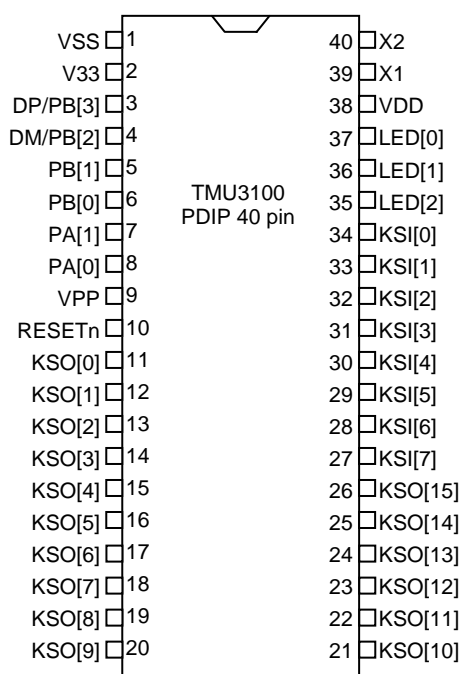 VSS 1 40 X2
V33 2 39 X1
DP/PB[3] 3 38 VDD
DM/PB[2] 4 37 LED[0]
PB[1] 5 36 LED[1]
PB[0] 6 35 LED[2]
TMU3100
PDIP 40 pin
PA[1] 7 34 KSI[0]
PA[0] 8 33 KSI[1]
VPP 9 32 KSI[2]
RESETn 10 31 KSI[3]
KSO[0] 11 30 KSI[4]
KSO[1] 12 29 KSI[5]
KSO[2] 13 28 KSI[6]
KSO[3] 14 27 KSI[7]
KSO[4] 15 26 KSO[15]
KSO[5] 16 25 KSO[14]
KSO[6] 17 24 KSO[13]
KSO[7] 18 23 KSO[12]
KSO[8] 19 22 KSO[11]
KSO[9] 20 21 KSO[10]